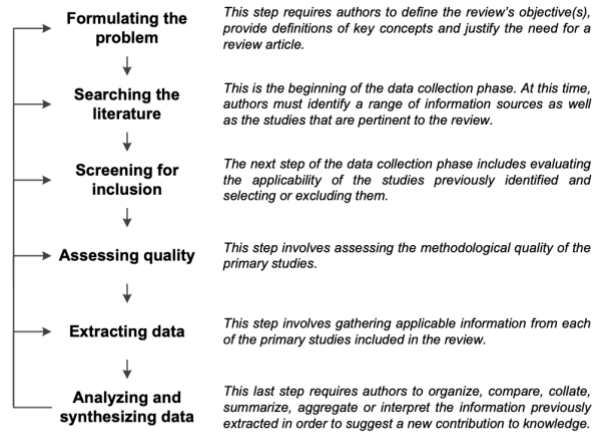 Formulating the
problem
This step requires authors to define the review's objective(s),
provide definitions of key concepts and justify the need for a
review article.
Searching the
literature
This is the beginning of the data collection phase. At this time,
authors must identify a range of information sources as well
as the studies that are pertinent to the review.
Screening for
inclusion
The next step of the data collection phase includes evaluating
the applicability of the studies previously identified and
selecting or excluding them.
Assessing quality
This step involves assessing the methodological quality of the
primary studies.
Extracting data
This step involves gathering applicable information from each
of the primary studies included in the review.
Analyzing and
synthesizing data
This last step requires authors to organize, compare, collate,
summarize, aggregate or interpret the information previously
extracted in order to suggest a new contribution to knowledge.